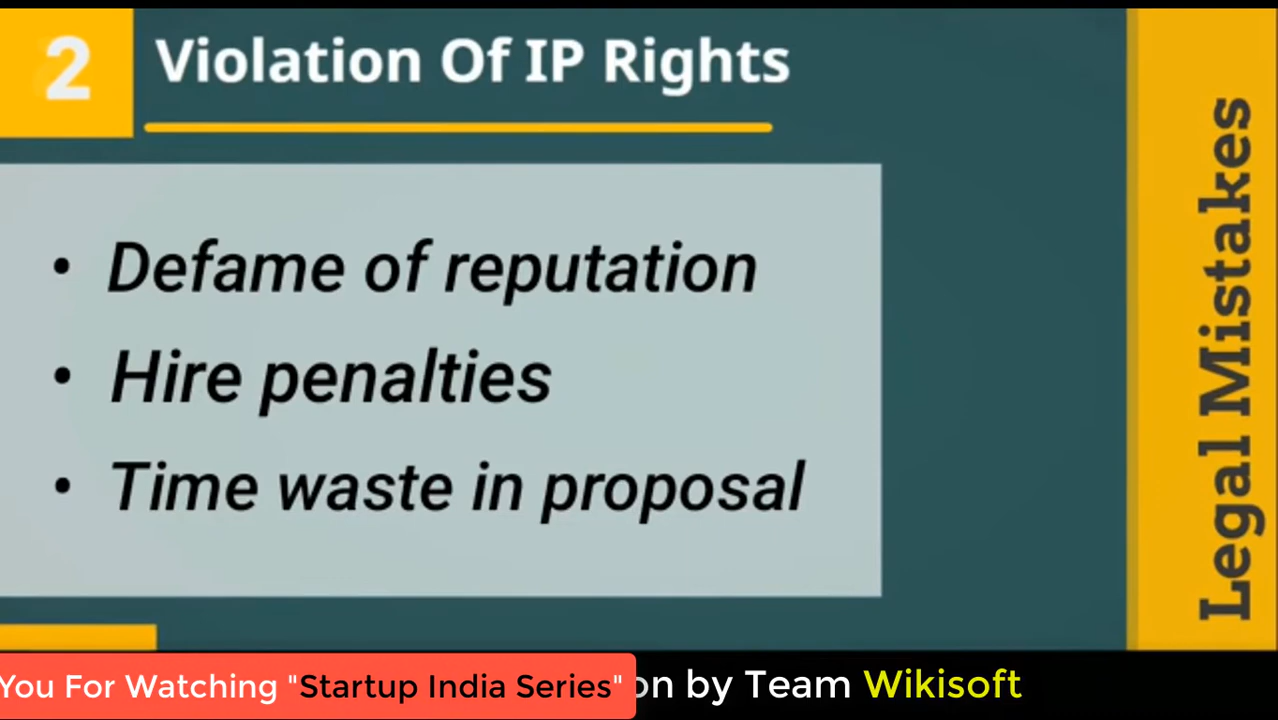 2
Violation Of IP Rights
• Defame of reputation
• Hire penalties
• Time waste in proposal
Legal Mistakes
You For Watching "Startup India Series"
on by Team Wikisoft